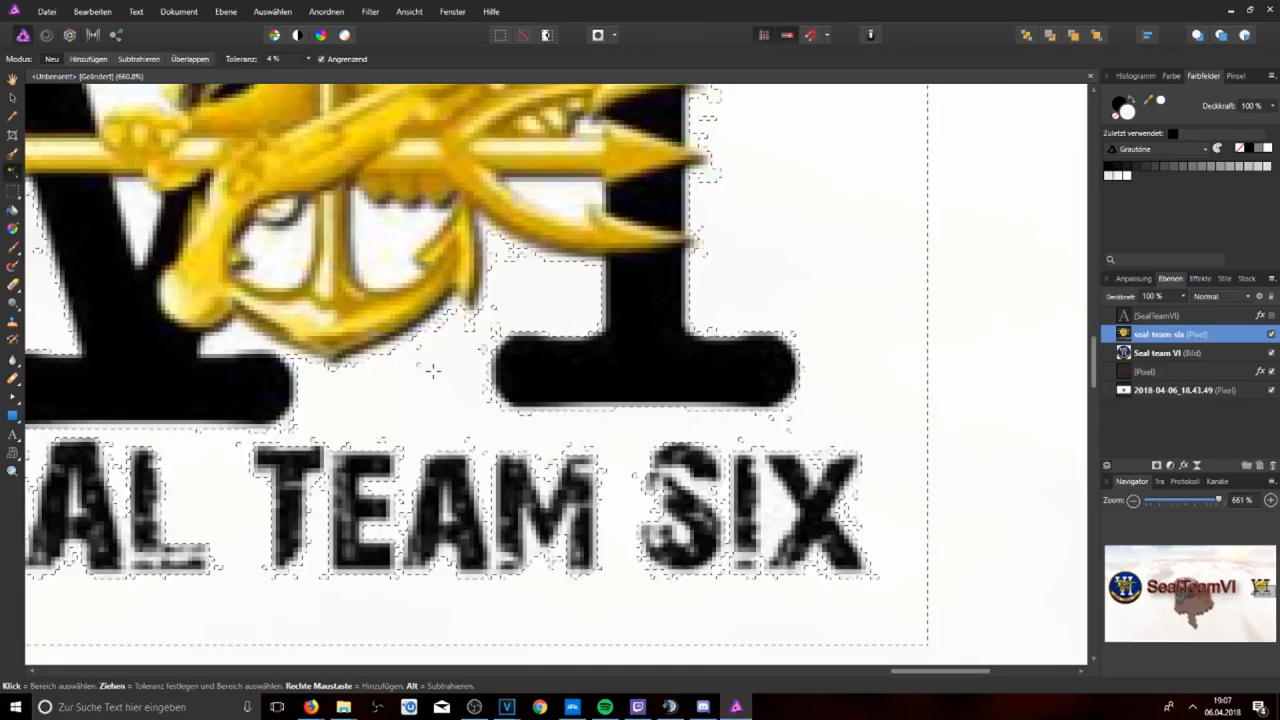 Datei Bearbeiten Text Dokument Ebene Auswählen Anordnen Filter Ansicht Fenster Hilfe
Modus: Neu Hinzufügen Subtrahieren Überlappen Toleranz: 4 % Angrenzend
<Unbenannt> [Geändert] (660.8%)
Histogramm Farbe Farbfelder Pinsel
Deckkraft: 100 %
Zuletzt verwendet:
Grautöne
Anpassung Ebenen Effekte Stile Stock
Deckkraft: 100 % Normal
(SealTeamVI)
seal-team-six (Pixel)
Seal team VI (Bild)
(Pixel)
2018-04-06_18.43.49 (Pixel)
AL TEAM SIX
Navigator Tra Protokoll Kanäle
Zoom: 661 %
SealTeamVI
Klick = Bereich auswählen. Ziehen = Toleranz festlegen und Bereich auswählen. Rechte Maustaste = Hinzufügen. Alt = Subtrahieren.
Zur Suche Text hier eingeben
19:07
06.04.2018